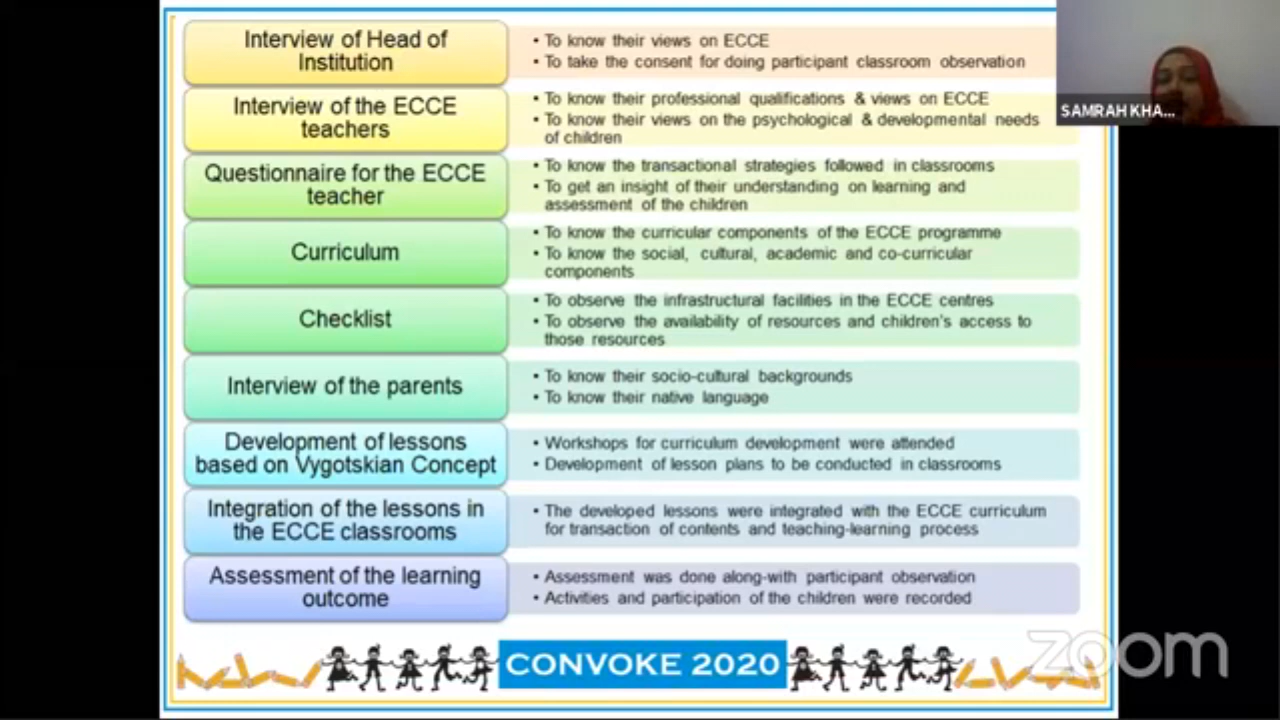 Interview of Head of
Institution
• To know their views on ECCE
• To take the consent for doing participant classroom observation
SAMRAH KHA...
Interview of the ECCE
teachers
• To know their professional qualifications & views on ECCE
• To know their views on the psychological & developmental needs
of children
Questionnaire for the ECCE
teacher
• To know the transactional strategies followed in classrooms
• To get an insight of their understanding on learning and
assessment of the children
Curriculum
• To know the curricular components of the ECCE programme
• To know the social, cultural, academic and co-curricular
components
Checklist
• To observe the infrastructural facilities in the ECCE centres
• To observe the availability of resources and children's access to
those resources
Interview of the parents
• To know their socio-cultural backgrounds
• To know their native language
Development of lessons
based on Vygotskian Concept
• Workshops for curriculum development were attended
• Development of lesson plans to be conducted in classrooms
Integration of the lessons in
the ECCE classrooms
• The developed lessons were integrated with the ECCE curriculum
for transaction of contents and teaching-learning process
Assessment of the learning
outcome
• Assessment was done along-with participant observation
• Activities and participation of the children were recorded
CONVOKE 2020
zoom